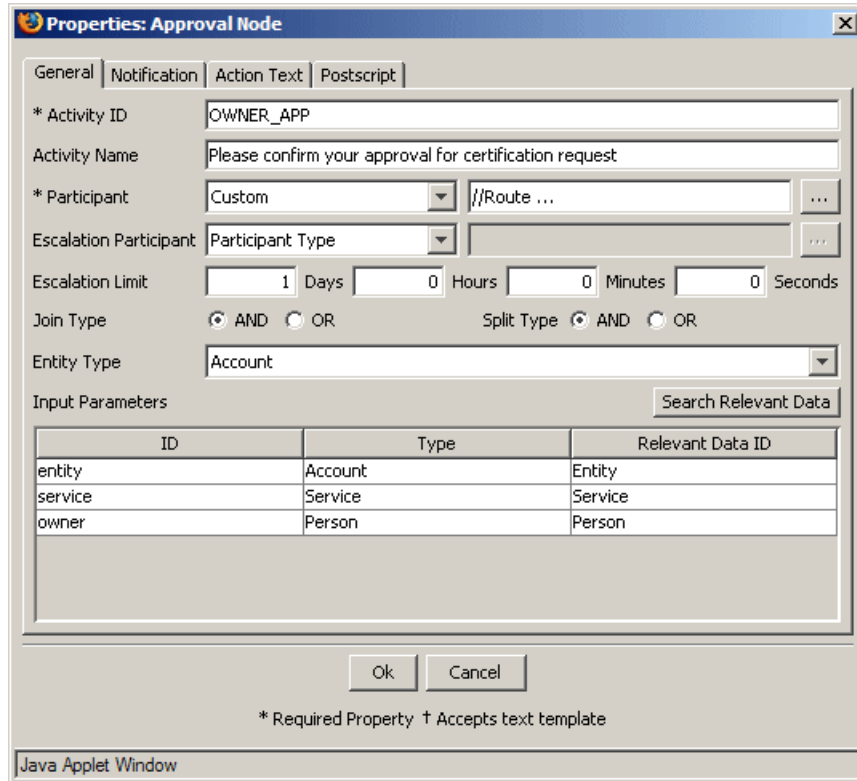 Properties: Approval Node
General Notification Action Text Postscript
* Activity ID OWNER_APP
Activity Name Please confirm your approval for certification request
* Participant Custom //Route ... ...
Escalation Participant Participant Type ...
Escalation Limit 1 Days 0 Hours 0 Minutes 0 Seconds
Join Type AND OR Split Type AND OR
Entity Type Account
Input Parameters Search Relevant Data
ID Type Relevant Data ID
entity Account Entity
service Service Service
owner Person Person
Ok Cancel
* Required Property † Accepts text template
Java Applet Window